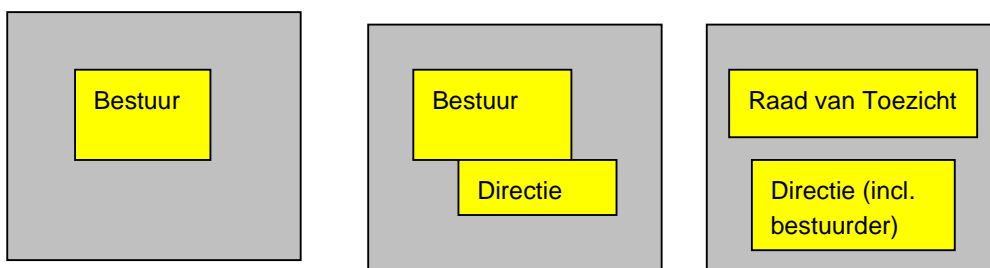 Bestuur
Bestuur
Directie
Raad van Toezicht
Directie (incl.
bestuurder)